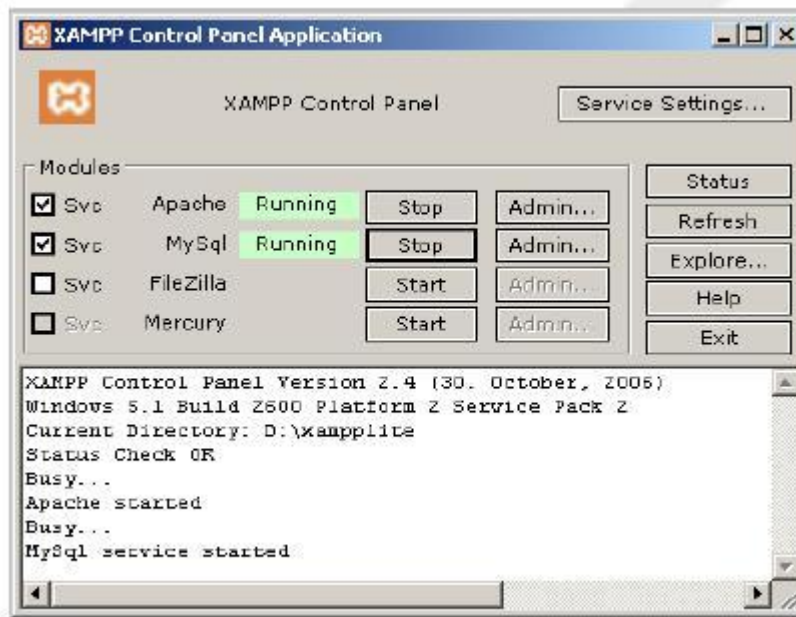 XAMPP Control Panel Application
XAMPP Control Panel
Service Settings...
Modules
Svc Apache Running Stop Admin...
Svc MySql Running Stop Admin...
Svc FileZilla Start Admin...
Svc Mercury Start Admin...
Status
Refresh
Explore...
Help
Exit
XAMPP Control Panel Version 2.4 (30. October, 2006)
Windows 5.1 Build 2600 Platform 2 Service Pack 2
Current Directory: D:\xampplite
Status Check OK
Busy...
Apache started
Busy...
MySql service started